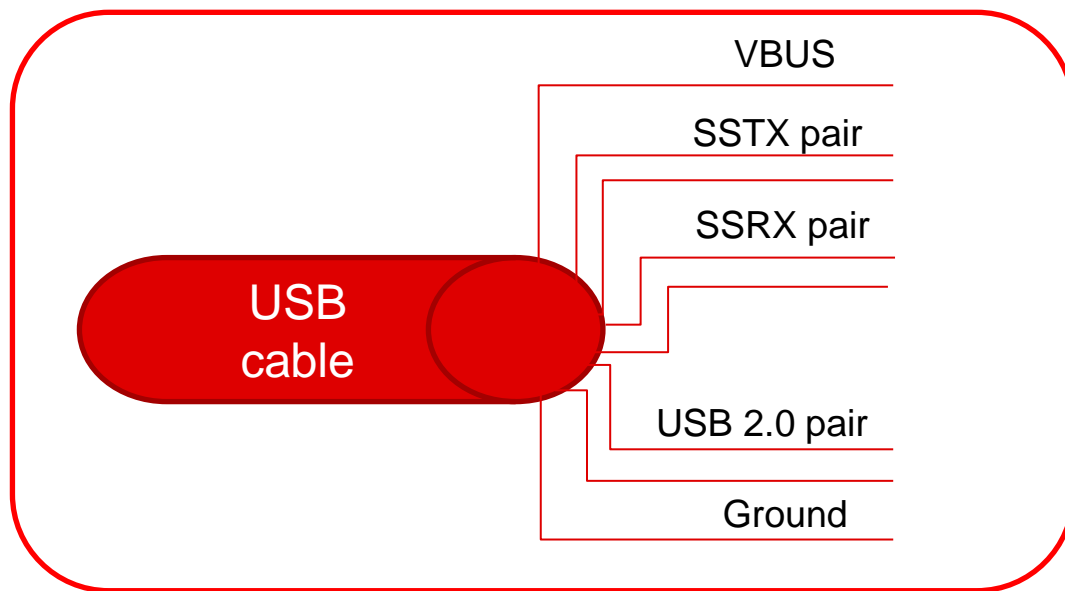 VBUS
SSTX pair
SSRX pair
USB
cable
USB 2.0 pair
Ground